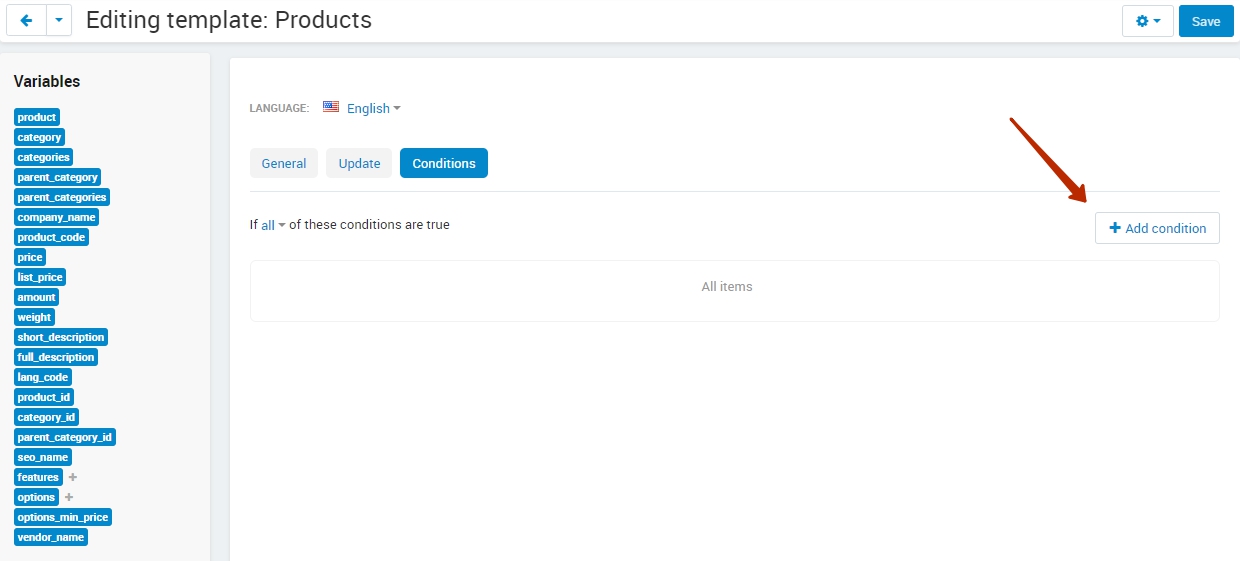 Editing template: Products
Save
Variables
product
category
categories
parent_category
parent_categories
company_name
product_code
price
list_price
amount
weight
short_description
full_description
lang_code
product_id
category_id
parent_category_id
seo_name
features +
options +
options_min_price
vendor_name
LANGUAGE: English
General Update Conditions
If all of these conditions are true
+ Add condition
All items